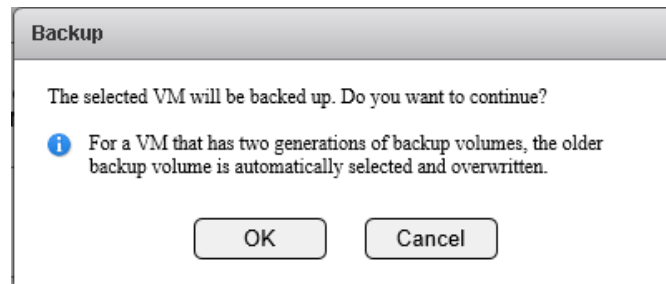 Backup
The selected VM will be backed up. Do you want to continue?
For a VM that has two generations of backup volumes, the older
backup volume is automatically selected and overwritten.
OK Cancel